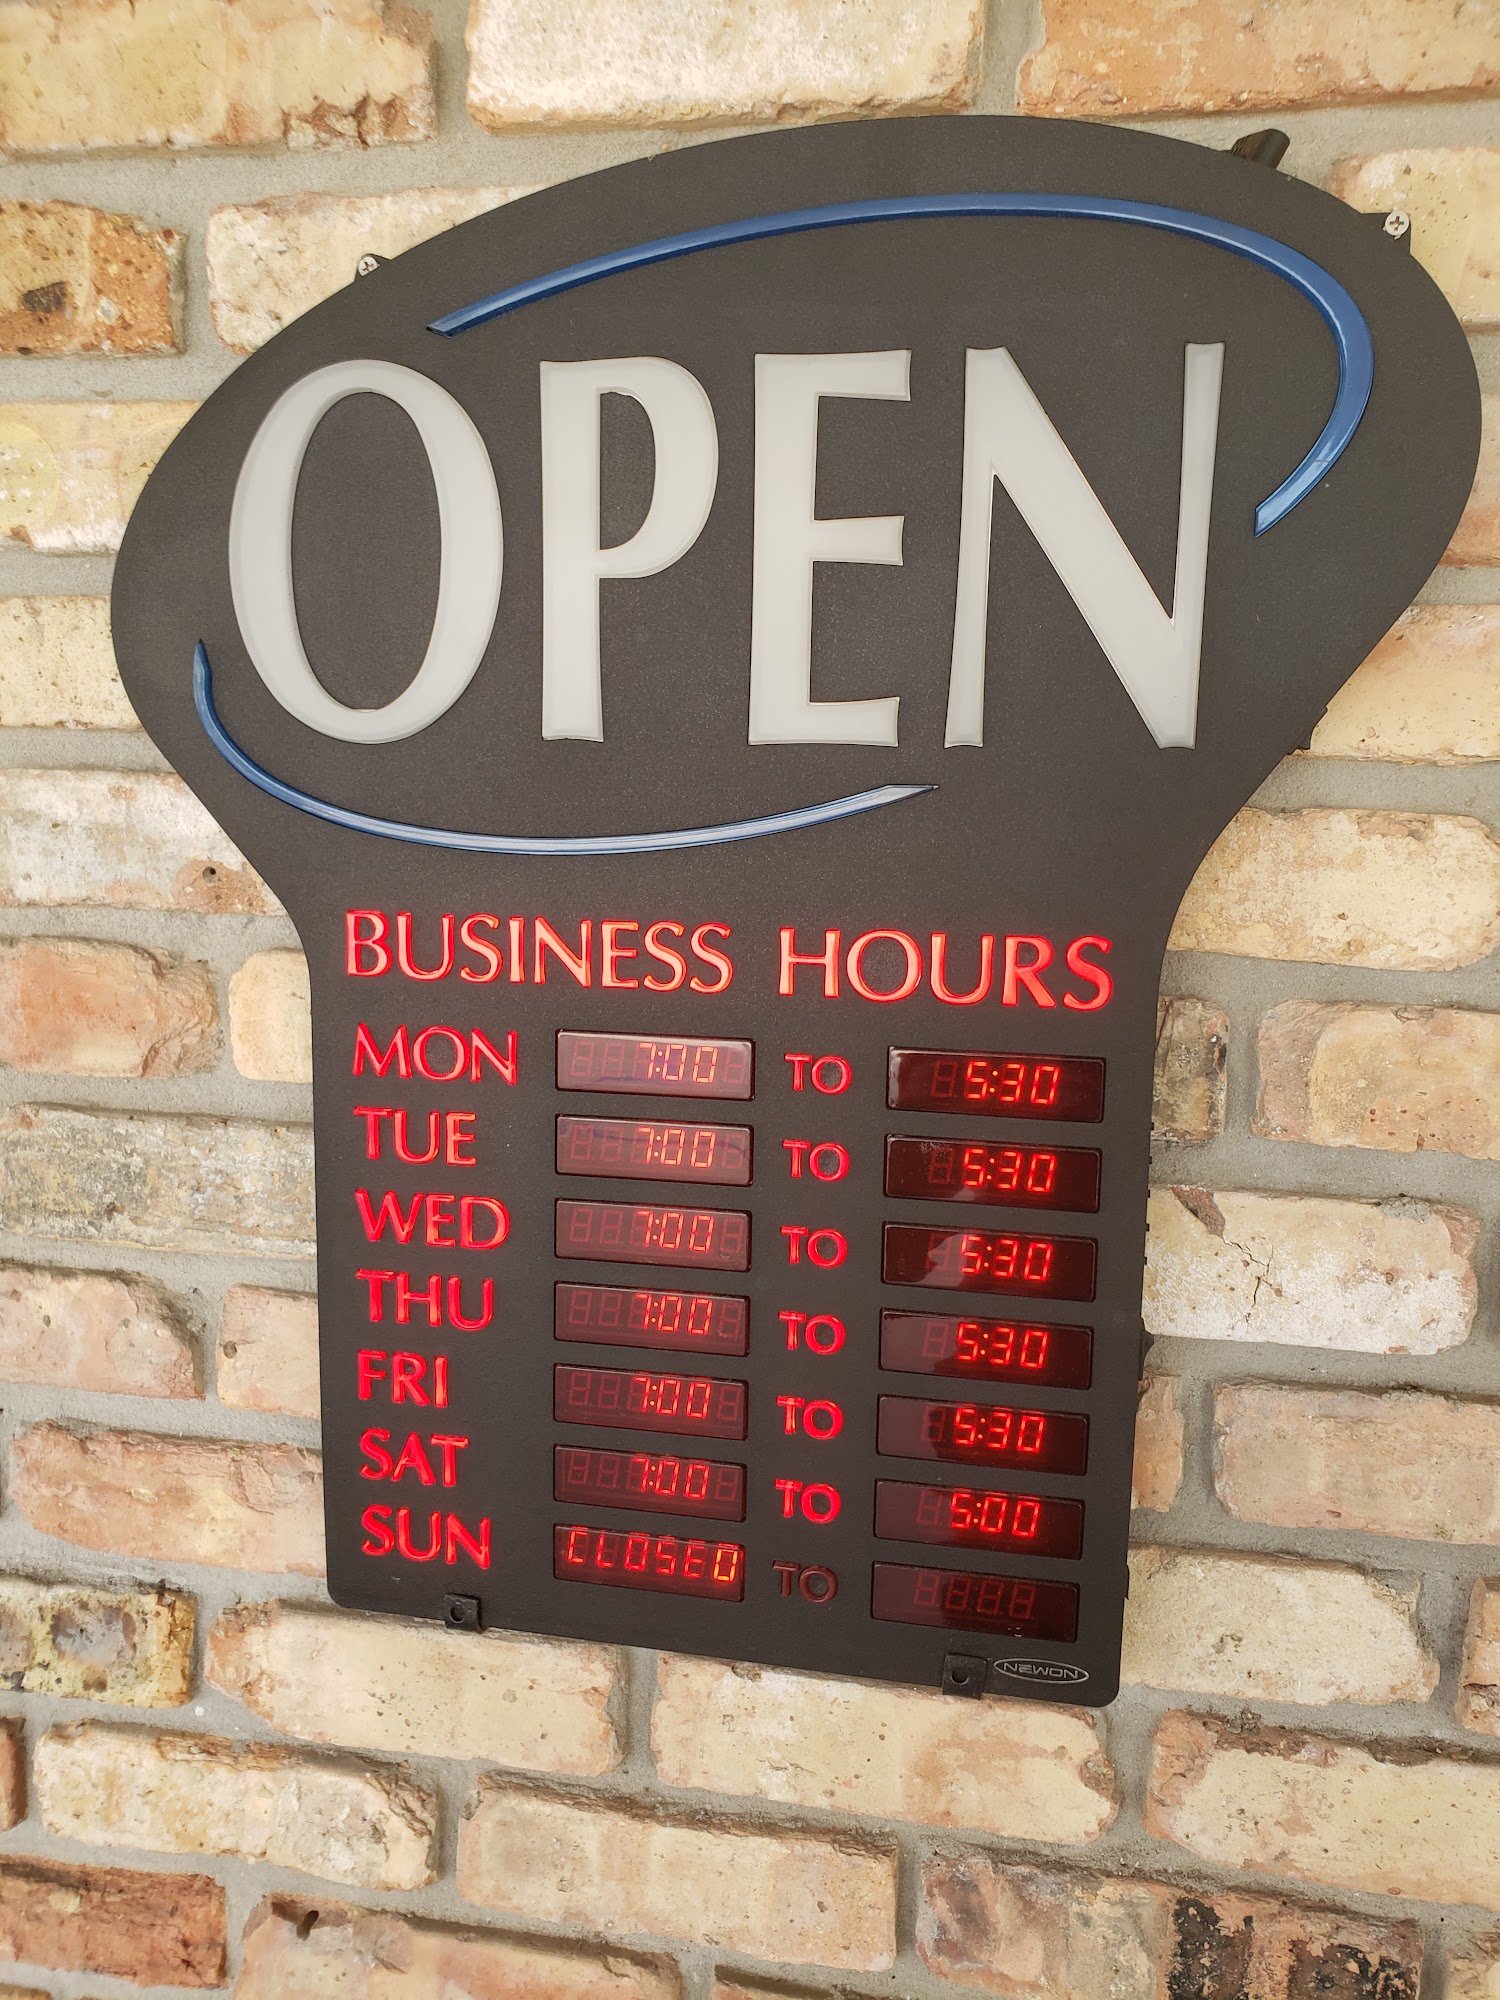 OPEN
BUSINESS HOURS
MON 7:00 TO 5:30
TUE 7:00 TO 5:30
WED 7:00 TO 5:30
THU 7:00 TO 5:30
FRI 7:00 TO 5:30
SAT 7:00 TO 5:00
SUN CLOSED TO
NEWON